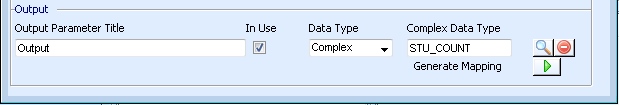 Output
Output Parameter Title In Use Data Type Complex Data Type
Output Complex STU_COUNT
Generate Mapping